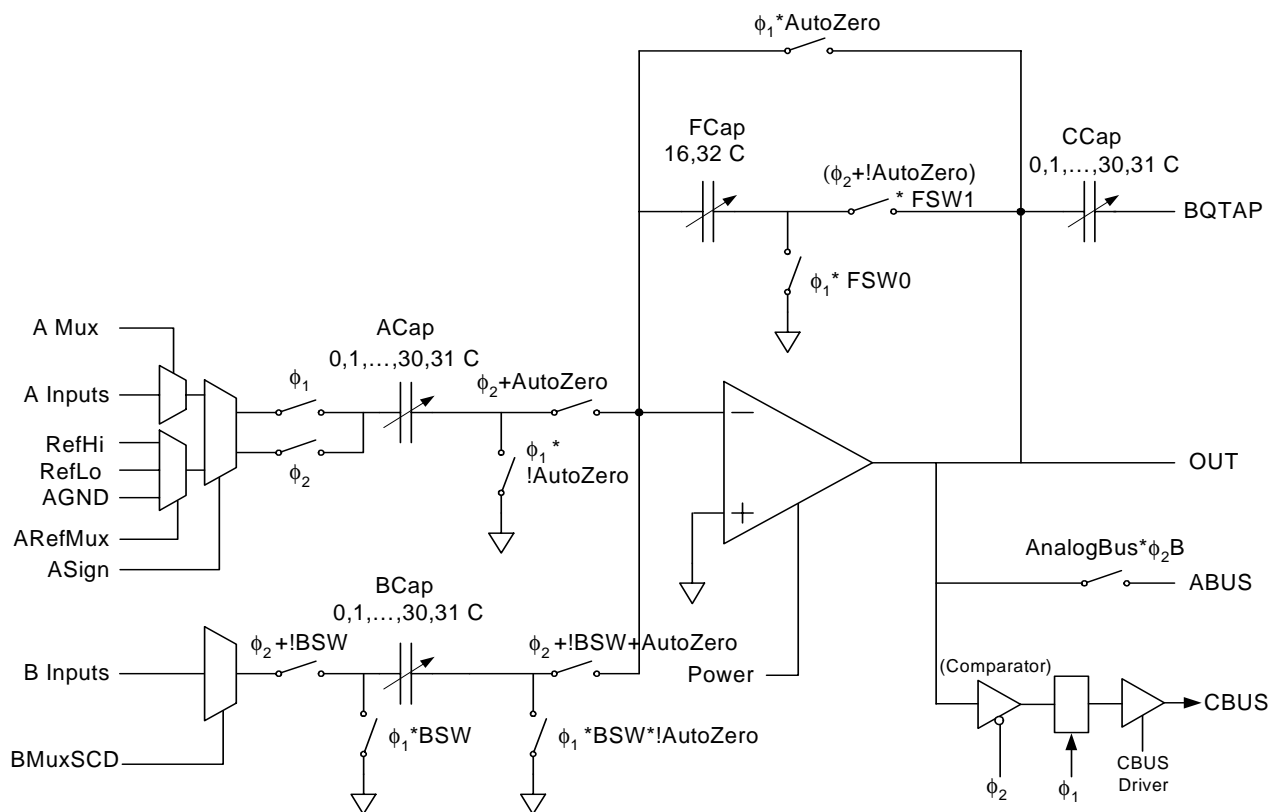 ϕ1*AutoZero
FCap
16,32 C
(ϕ2+!AutoZero)
* FSW1
CCap
0,1,…,30,31 C
BQTAP
ϕ1* FSW0
A Mux
ACap
0,1,…,30,31 C
A Inputs
ϕ1
ϕ2+AutoZero
RefHi
RefLo
AGND
ϕ2
ϕ1*
!AutoZero
−
+
OUT
ARefMux
ASign
AnalogBus*ϕ2B
ABUS
BCap
0,1,…,30,31 C
B Inputs
ϕ2+!BSW
ϕ2+!BSW+AutoZero
Power
(Comparator)
CBUS
ϕ1*BSW
ϕ1*BSW*!AutoZero
BMuxSCD
ϕ2
ϕ1
CBUS
Driver